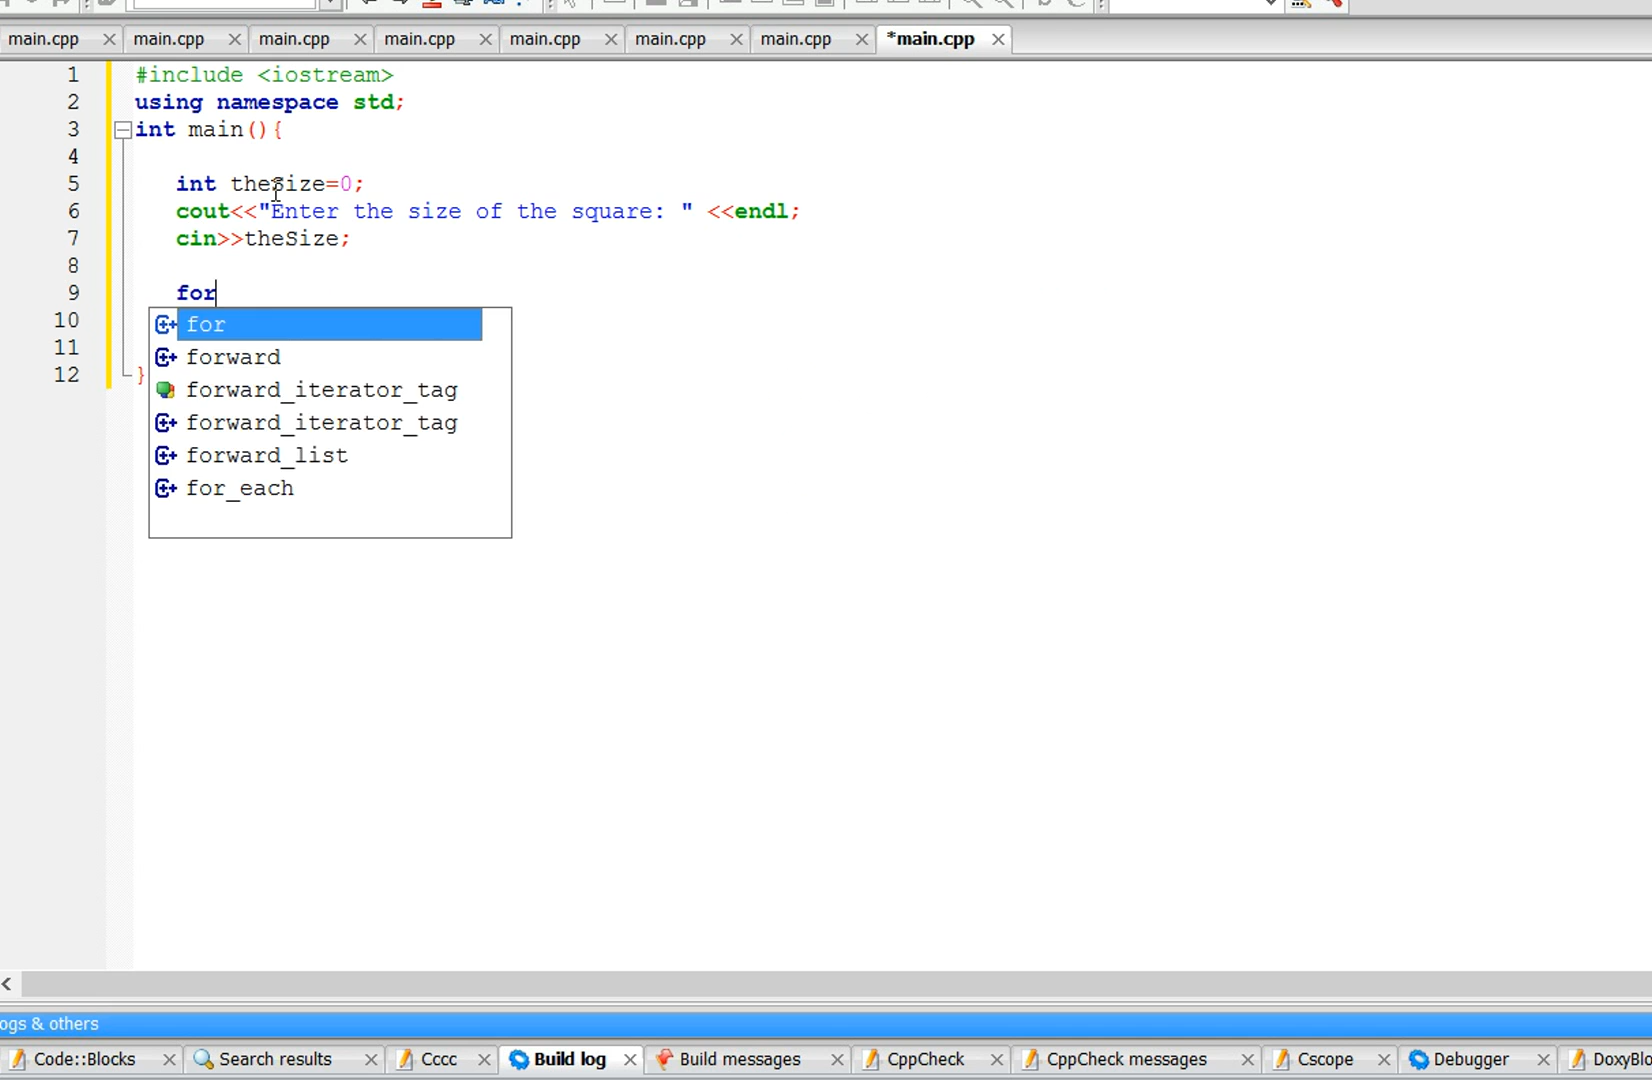 main.cpp main.cpp main.cpp main.cpp main.cpp main.cpp main.cpp *main.cpp
1 #include <iostream>
2 using namespace std;
3 int main(){
4
5 int theSize=0;
6 cout<<"Enter the size of the square: " <<endl;
7 cin>>theSize;
8
9 for
10 for
11 forward
12 }
forward_iterator_tag
forward_iterator_tag
forward_list
for_each
ogs & others
Code::Blocks Search results Cccc Build log Build messages CppCheck CppCheck messages Cscope Debugger DoxyBlo